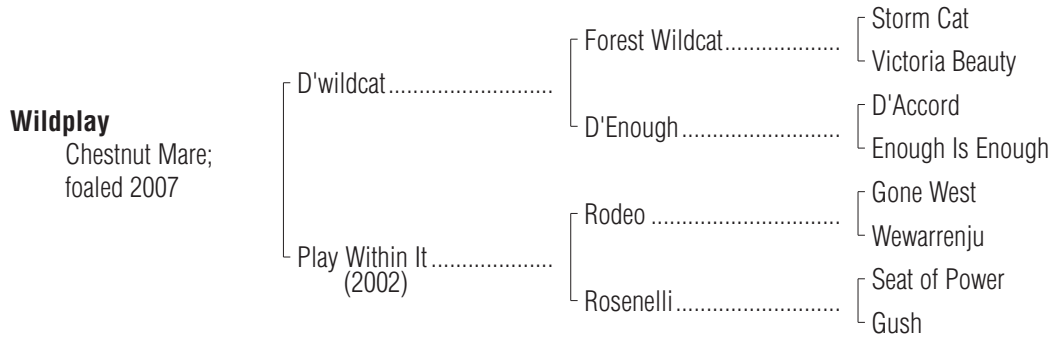 Storm Cat
Forest Wildcat....................
Victoria Beauty
D'wildcat............................
D'Accord
D'Enough...........................
Enough Is Enough
Wildplay
Chestnut Mare;
foaled 2007
Gone West
Rodeo ................................
Wewarrenju
Play Within It.....................
(2002)
Seat of Power
Rosenelli............................
Gush